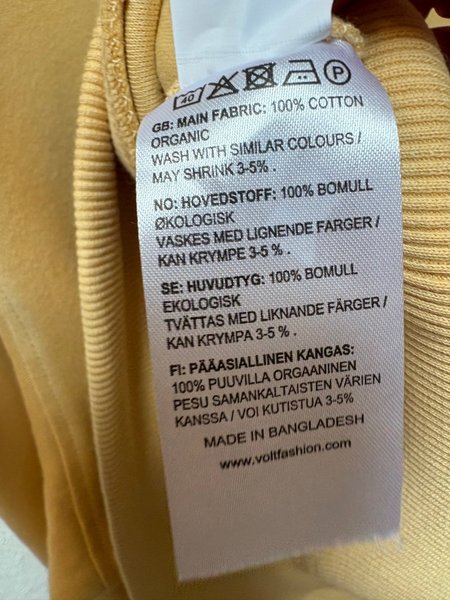 40 P
GB: MAIN FABRIC: 100% COTTON
ORGANIC
WASH WITH SIMILAR COLOURS /
MAY SHRINK 3-5% .
NO: HOVEDSTOFF: 100% BOMULL
ØKOLOGISK
VASKES MED LIGNENDE FARGER /
KAN KRYMPE 3-5 % .
SE: HUVUDTYG: 100% BOMULL
EKOLOGISK
TVÄTTAS MED LIKNANDE FÄRGER /
KAN KRYMPA 3-5% .
FI: PÄÄASIALLINEN KANGAS:
100% PUUVILLA ORGAANINEN
PESU SAMANKALTAISTEN VÄRIEN
KANSSA / VOI KUTISTUA 3-5%
MADE IN BANGLADESH
www.voltfashion.com